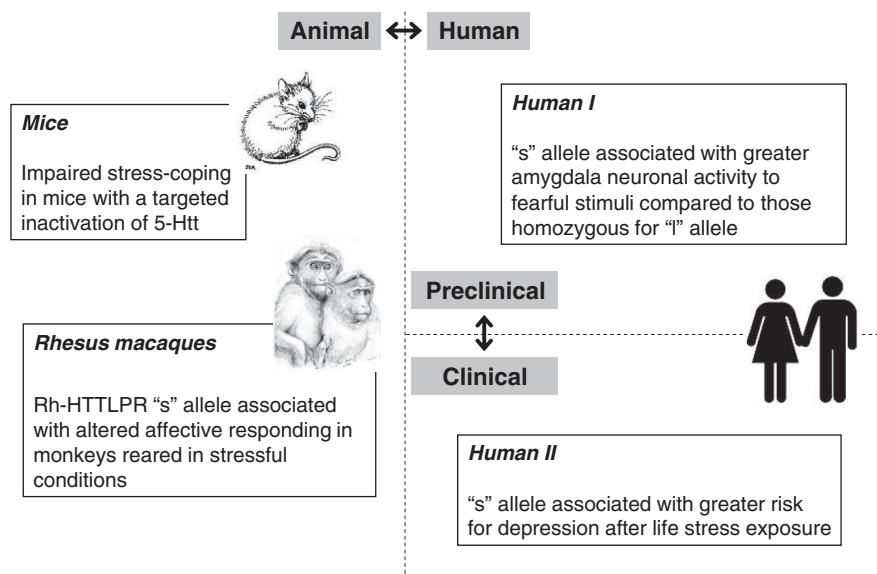 Animal
Human
Mice
Impaired stress-coping
in mice with a targeted
inactivation of 5-Htt
Human I
“s” allele associated with greater
amygdala neuronal activity to
fearful stimuli compared to those
homozygous for “l” allele
Preclinical
Clinical
Rhesus macaques
Rh-HTTLPR “s” allele associated
with altered affective responding in
monkeys reared in stressful
conditions
Human II
“s” allele associated with greater risk
for depression after life stress exposure